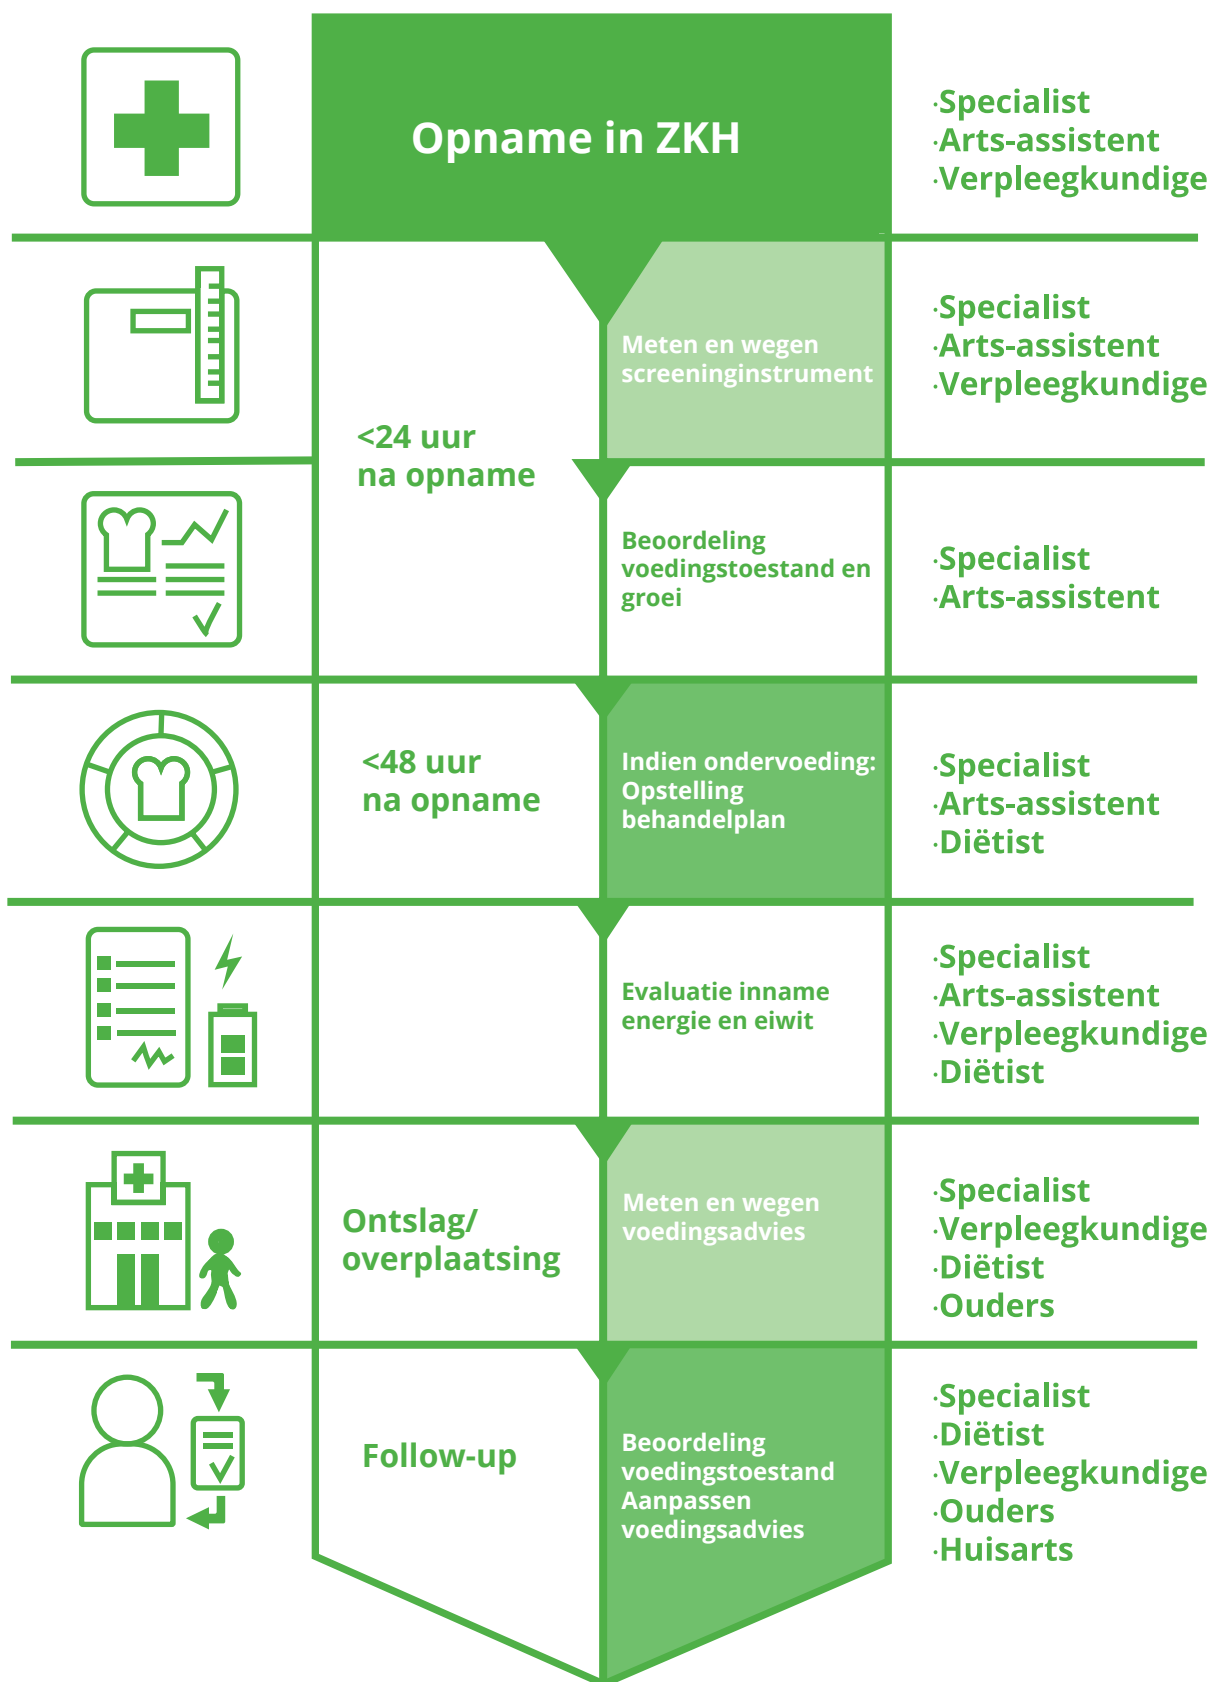 Opname in ZKH
·Specialist
·Arts-assistent
·Verpleegkundige
<24 uur
na opname
Meten en wegen
screeninginstrument
·Specialist
·Arts-assistent
·Verpleegkundige
Beoordeling
voedingstoestand en
groei
·Specialist
·Arts-assistent
<48 uur
na opname
Indien ondervoeding:
Opstelling
behandelplan
·Specialist
·Arts-assistent
·Diëtist
Evaluatie inname
energie en eiwit
·Specialist
·Arts-assistent
·Verpleegkundige
·Diëtist
Ontslag/
overplaatsing
Meten en wegen
voedingsadvies
·Specialist
·Verpleegkundige
·Diëtist
·Ouders
Follow-up
Beoordeling
voedingstoestand
Aanpassen
voedingsadvies
·Specialist
·Diëtist
·Verpleegkundige
·Ouders
·Huisarts